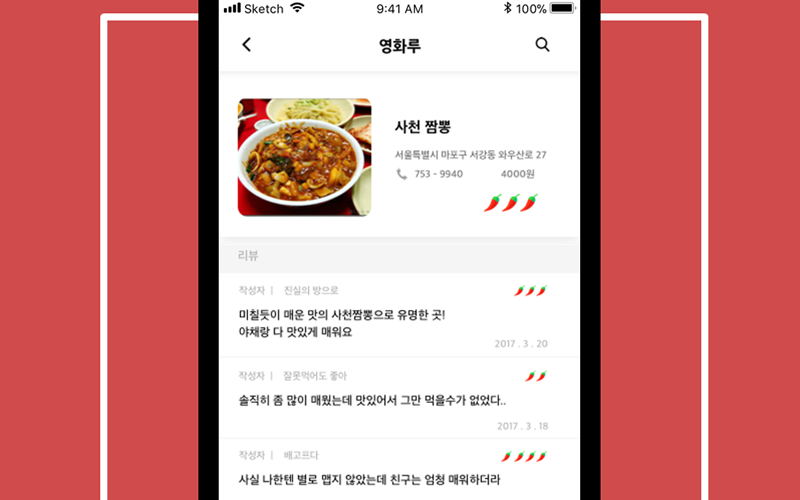 Sketch 9:41 AM 100%
영화루
사천 짬뽕
서울특별시 마포구 서강동 와우산로 27
753 - 9940 4000원
리뷰
작성자 | 진실의 방으로
미칠듯이 매운 맛의 사천짬뽕으로 유명한 곳!
야채랑 다 맛있게 매워요
2017 . 3 . 20
작성자 | 잘못먹어도 좋아
솔직히 좀 많이 매웠는데 맛있어서 그만 먹을수가 없었다..
2017 . 3 . 18
작성자 | 배고프다
사실 나한텐 별로 맵지 않았는데 친구는 엄청 매워하더라